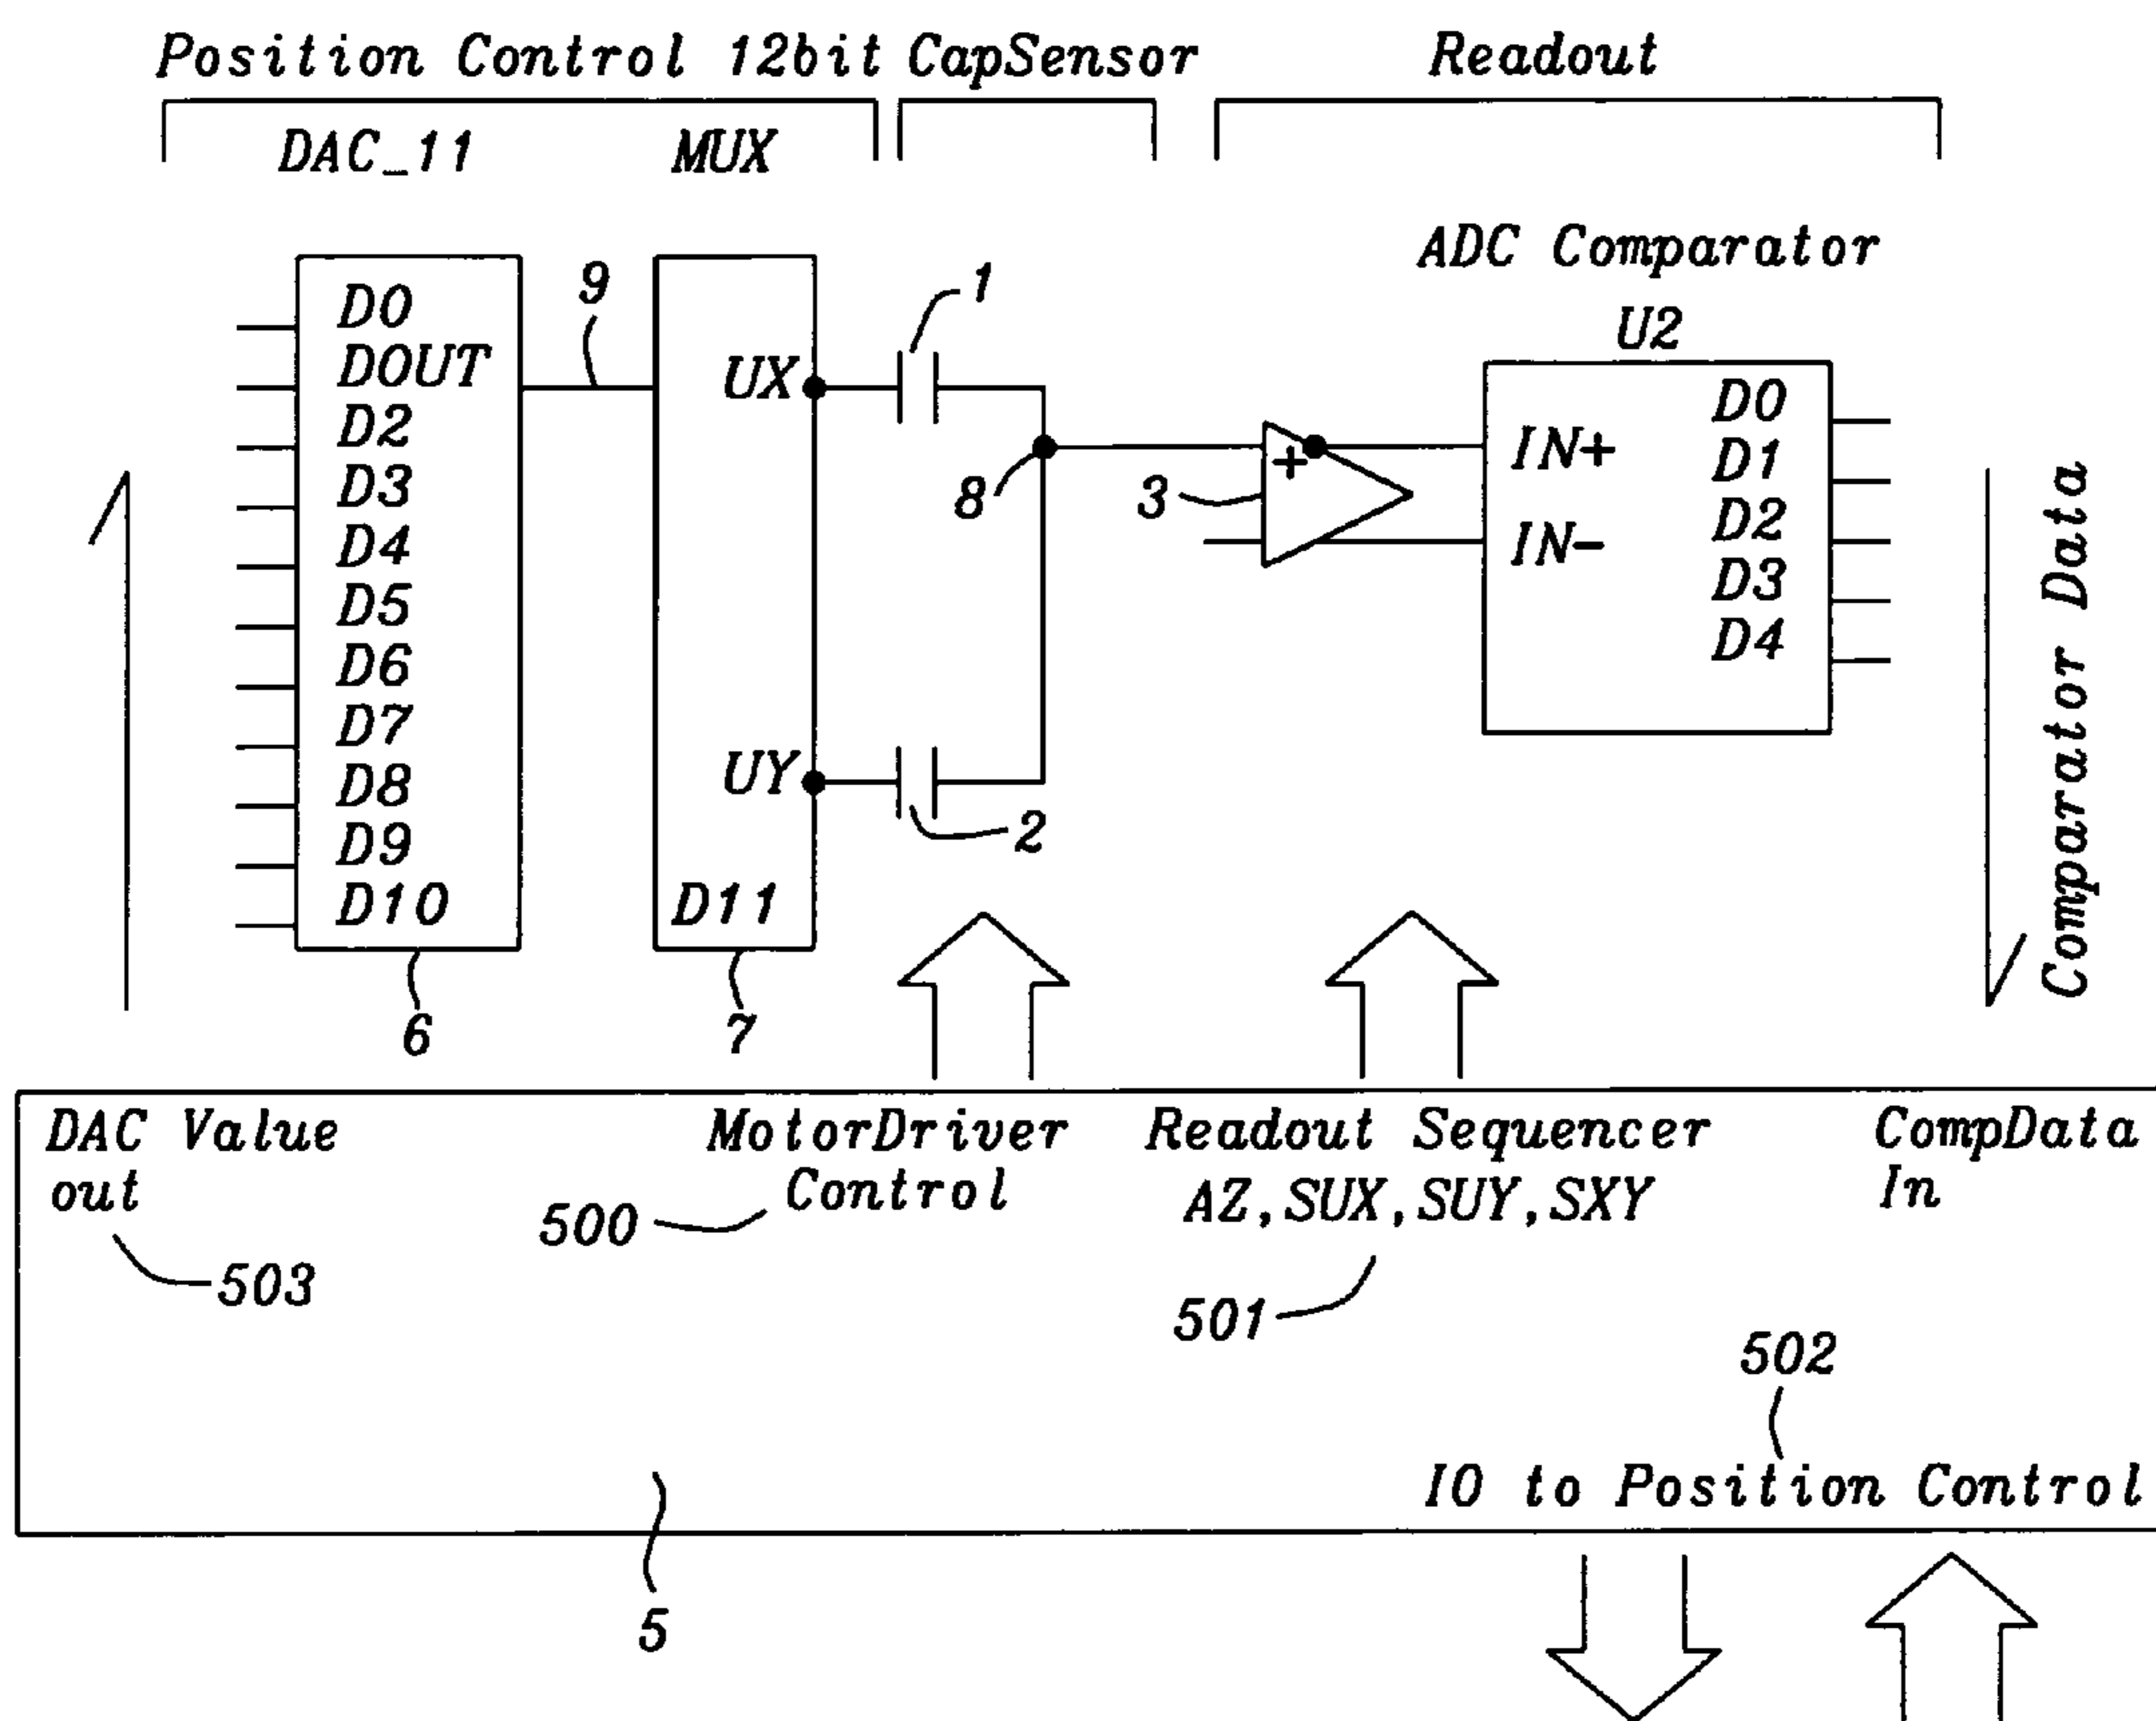 Position Control 12bit CapSensor Readout
DAC_11 MUX
ADC Comparator
U2
9
1
D0
DOUT
D2
D3
D4
D5
D6
D7
D8
D9
D10
UX
UY
D11
8
3
+
2
IN+
IN-
D0
D1
D2
D3
D4
Comparator Data
6
7
DAC Value
out
503
MotorDriver
Control
500
Readout Sequencer
AZ,SUX,SUY,SXY
501
CompData
In
502
IO to Position Control
5